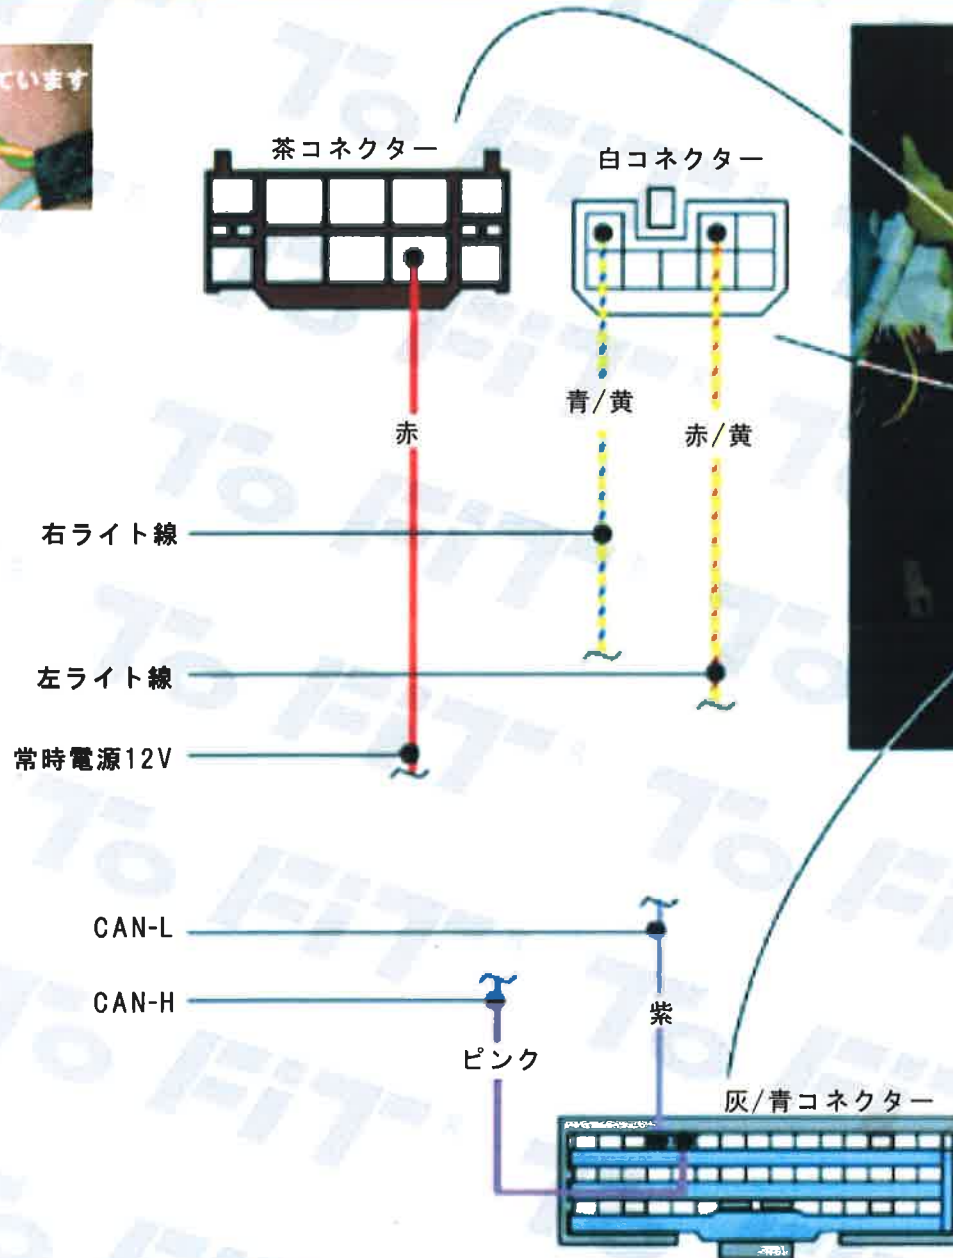 ています
茶コネクター
白コネクター
青/黄
赤
赤/黄
右ライト線
左ライト線
常時電源12V
CAN-L
CAN-H
紫
ピンク
灰/青コネクター
To FiT